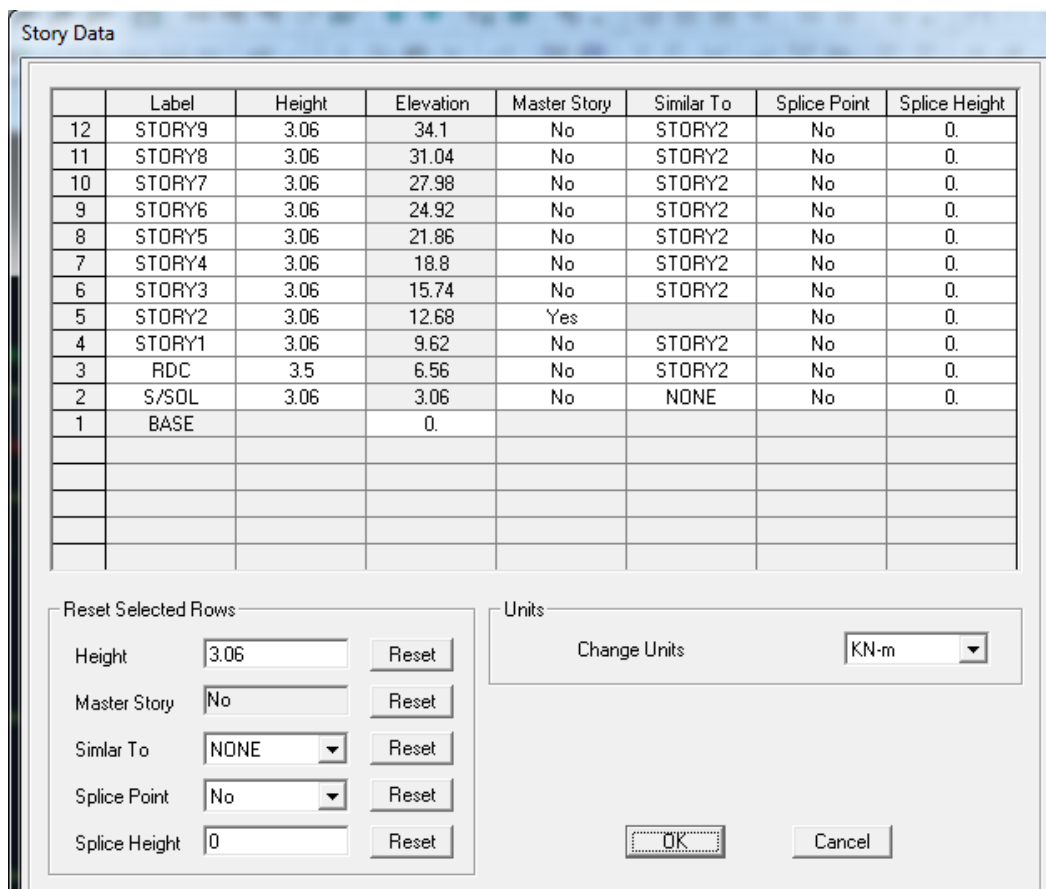 Story Data
Label Height Elevation Master Story Similar To Splice Point Splice Height
12 STORY9 3.06 34.1 No STORY2 No 0.
11 STORY8 3.06 31.04 No STORY2 No 0.
10 STORY7 3.06 27.98 No STORY2 No 0.
9 STORY6 3.06 24.92 No STORY2 No 0.
8 STORY5 3.06 21.86 No STORY2 No 0.
7 STORY4 3.06 18.8 No STORY2 No 0.
6 STORY3 3.06 15.74 No STORY2 No 0.
5 STORY2 3.06 12.68 Yes No 0.
4 STORY1 3.06 9.62 No STORY2 No 0.
3 RDC 3.5 6.56 No STORY2 No 0.
2 S/SOL 3.06 3.06 No NONE No 0.
1 BASE 0.
Reset Selected Rows
Height 3.06 Reset
Master Story No Reset
Simlar To NONE Reset
Splice Point No Reset
Splice Height 0 Reset
Units
Change Units KN-m
OK Cancel